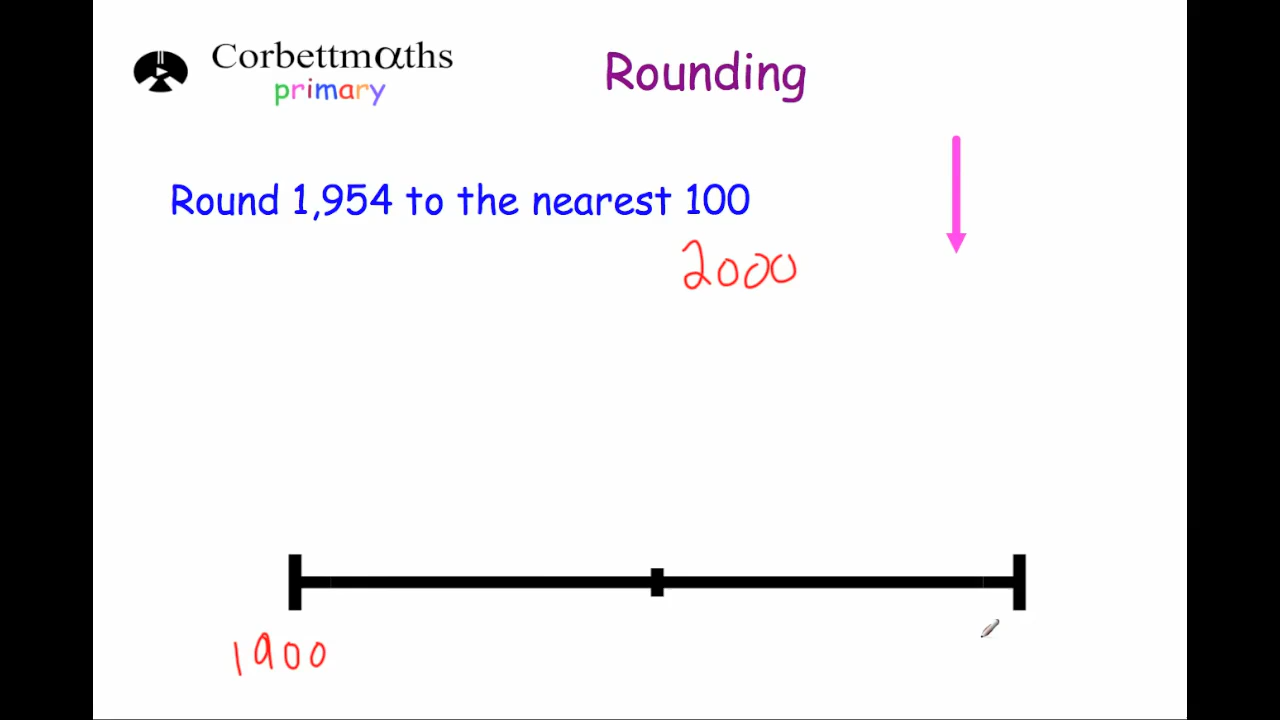 Corbettmαths
primary
Rounding
Round 1,954 to the nearest 100
2000
1900